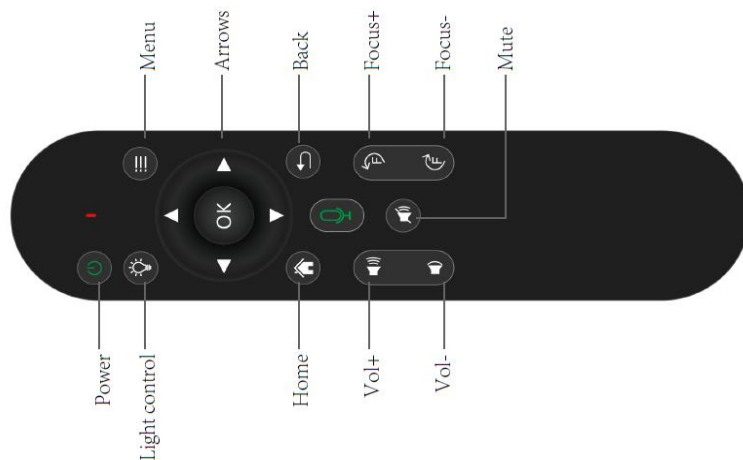 Power
Light control
Home
Vol+
Vol-
Menu
Arrows
Back
Focus+
Focus-
Mute
OK
F
F